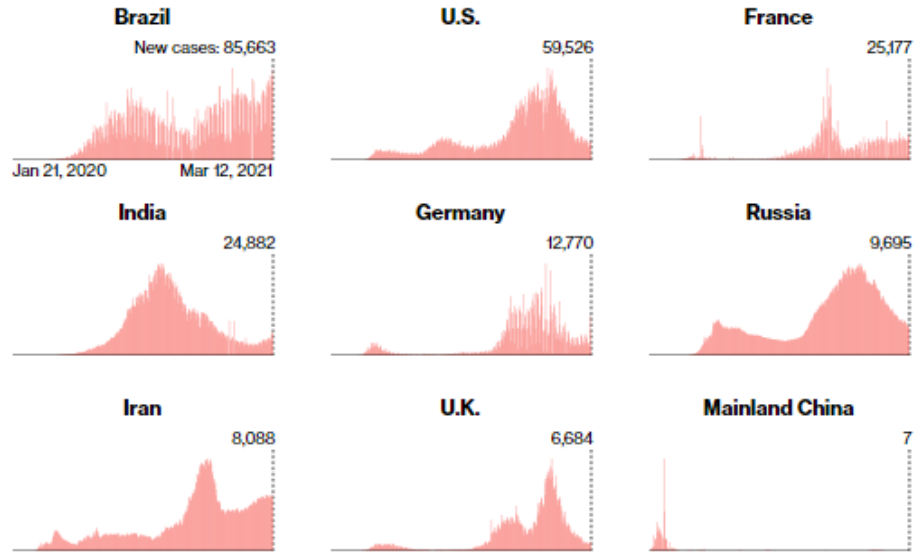 Brazil
New cases: 85,663
Jan 21, 2020 Mar 12, 2021
U.S.
59,526
France
25,177
India
24,882
Germany
12,770
Russia
9,695
Iran
8,088
U.K.
6,684
Mainland China
7